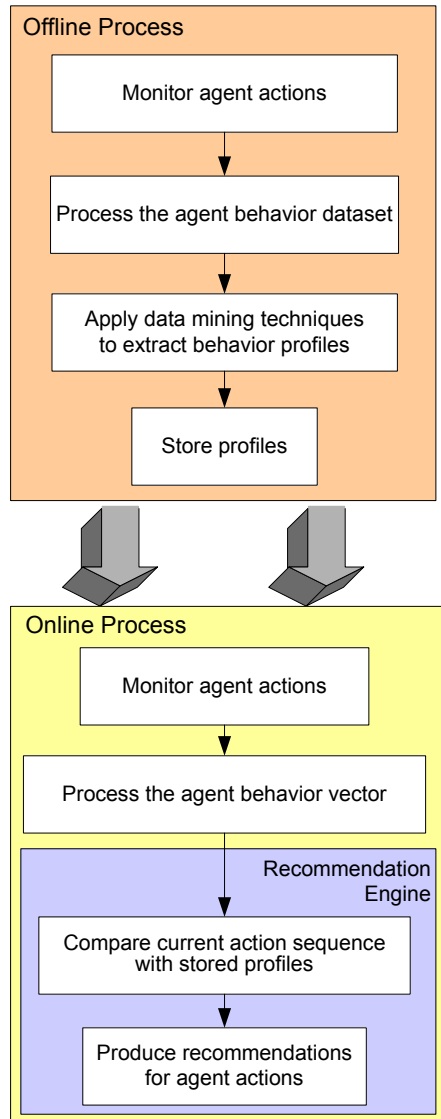 Offline Process
Monitor agent actions
Process the agent behavior dataset
Apply data mining techniques
to extract behavior profiles
Store profiles
Online Process
Monitor agent actions
Process the agent behavior vector
Recommendation
Engine
Compare current action sequence
with stored profiles
Produce recommendations
for agent actions